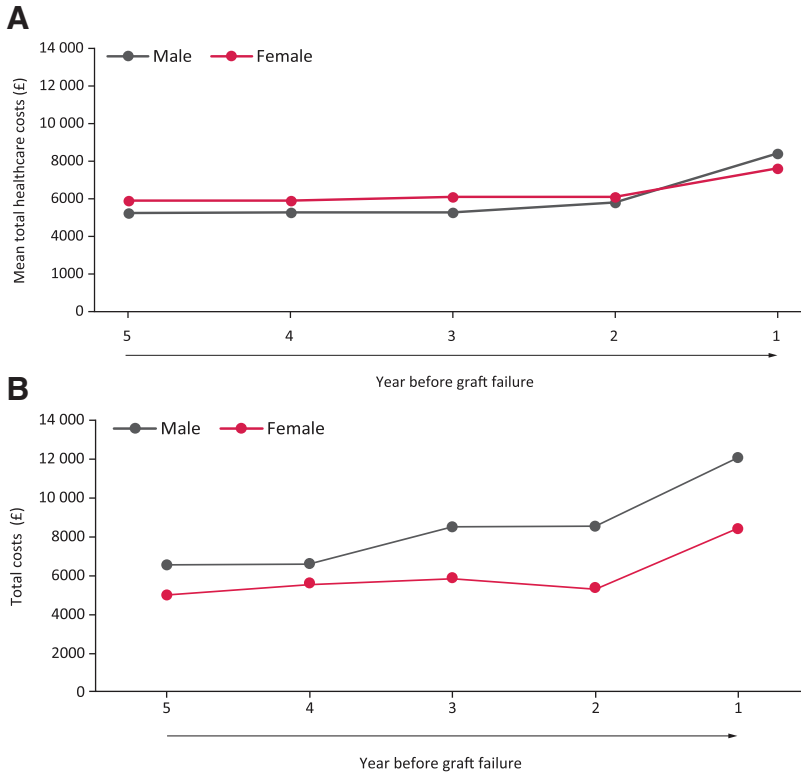 A
14 000
Male
Female
12 000
10 000
8000
6000
4000
1000
0
Mean total healthcare costs (£)
5
4
3
2
1
Year before graft failure
B
14 000
Male
Female
12 000
10 000
8000
6000
4000
2000
0
Total costs (£)
5
4
3
2
1
Year before graft failure